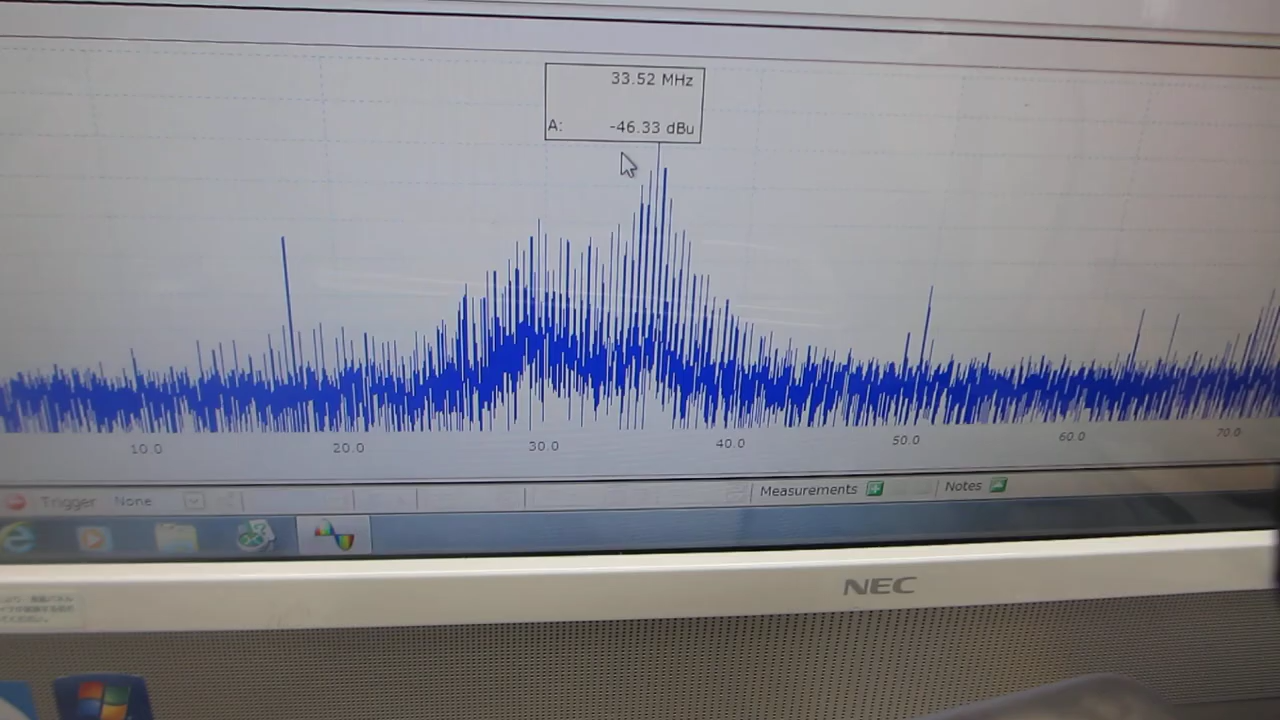 33.52 MHz
A: -46.33 dBu
10.0 20.0 30.0 40.0 50.0 60.0 70.0
Trigger None Measurements Notes
NEC